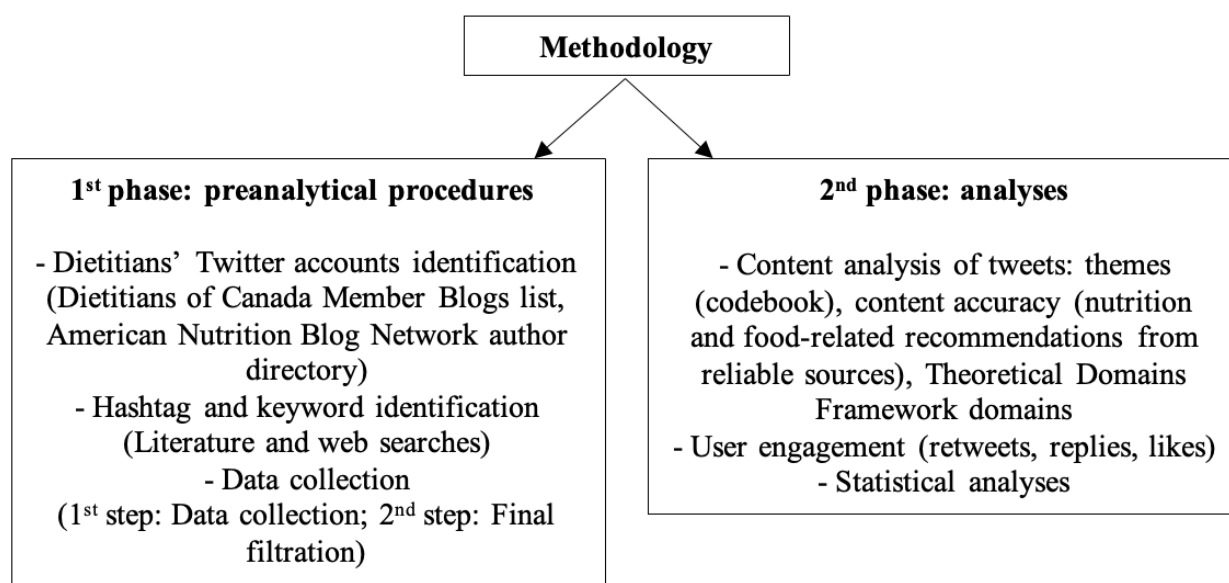 Methodology
1st phase: preanalytical procedures
- Dietitians’ Twitter accounts identification
(Dietitians of Canada Member Blogs list,
American Nutrition Blog Network author
directory)
- Hashtag and keyword identification
(Literature and web searches)
- Data collection
(1st step: Data collection; 2nd step: Final
filtration)
2nd phase: analyses
- Content analysis of tweets: themes
(codebook), content accuracy (nutrition
and food-related recommendations from
reliable sources), Theoretical Domains
Framework domains
- User engagement (retweets, replies, likes)
- Statistical analyses